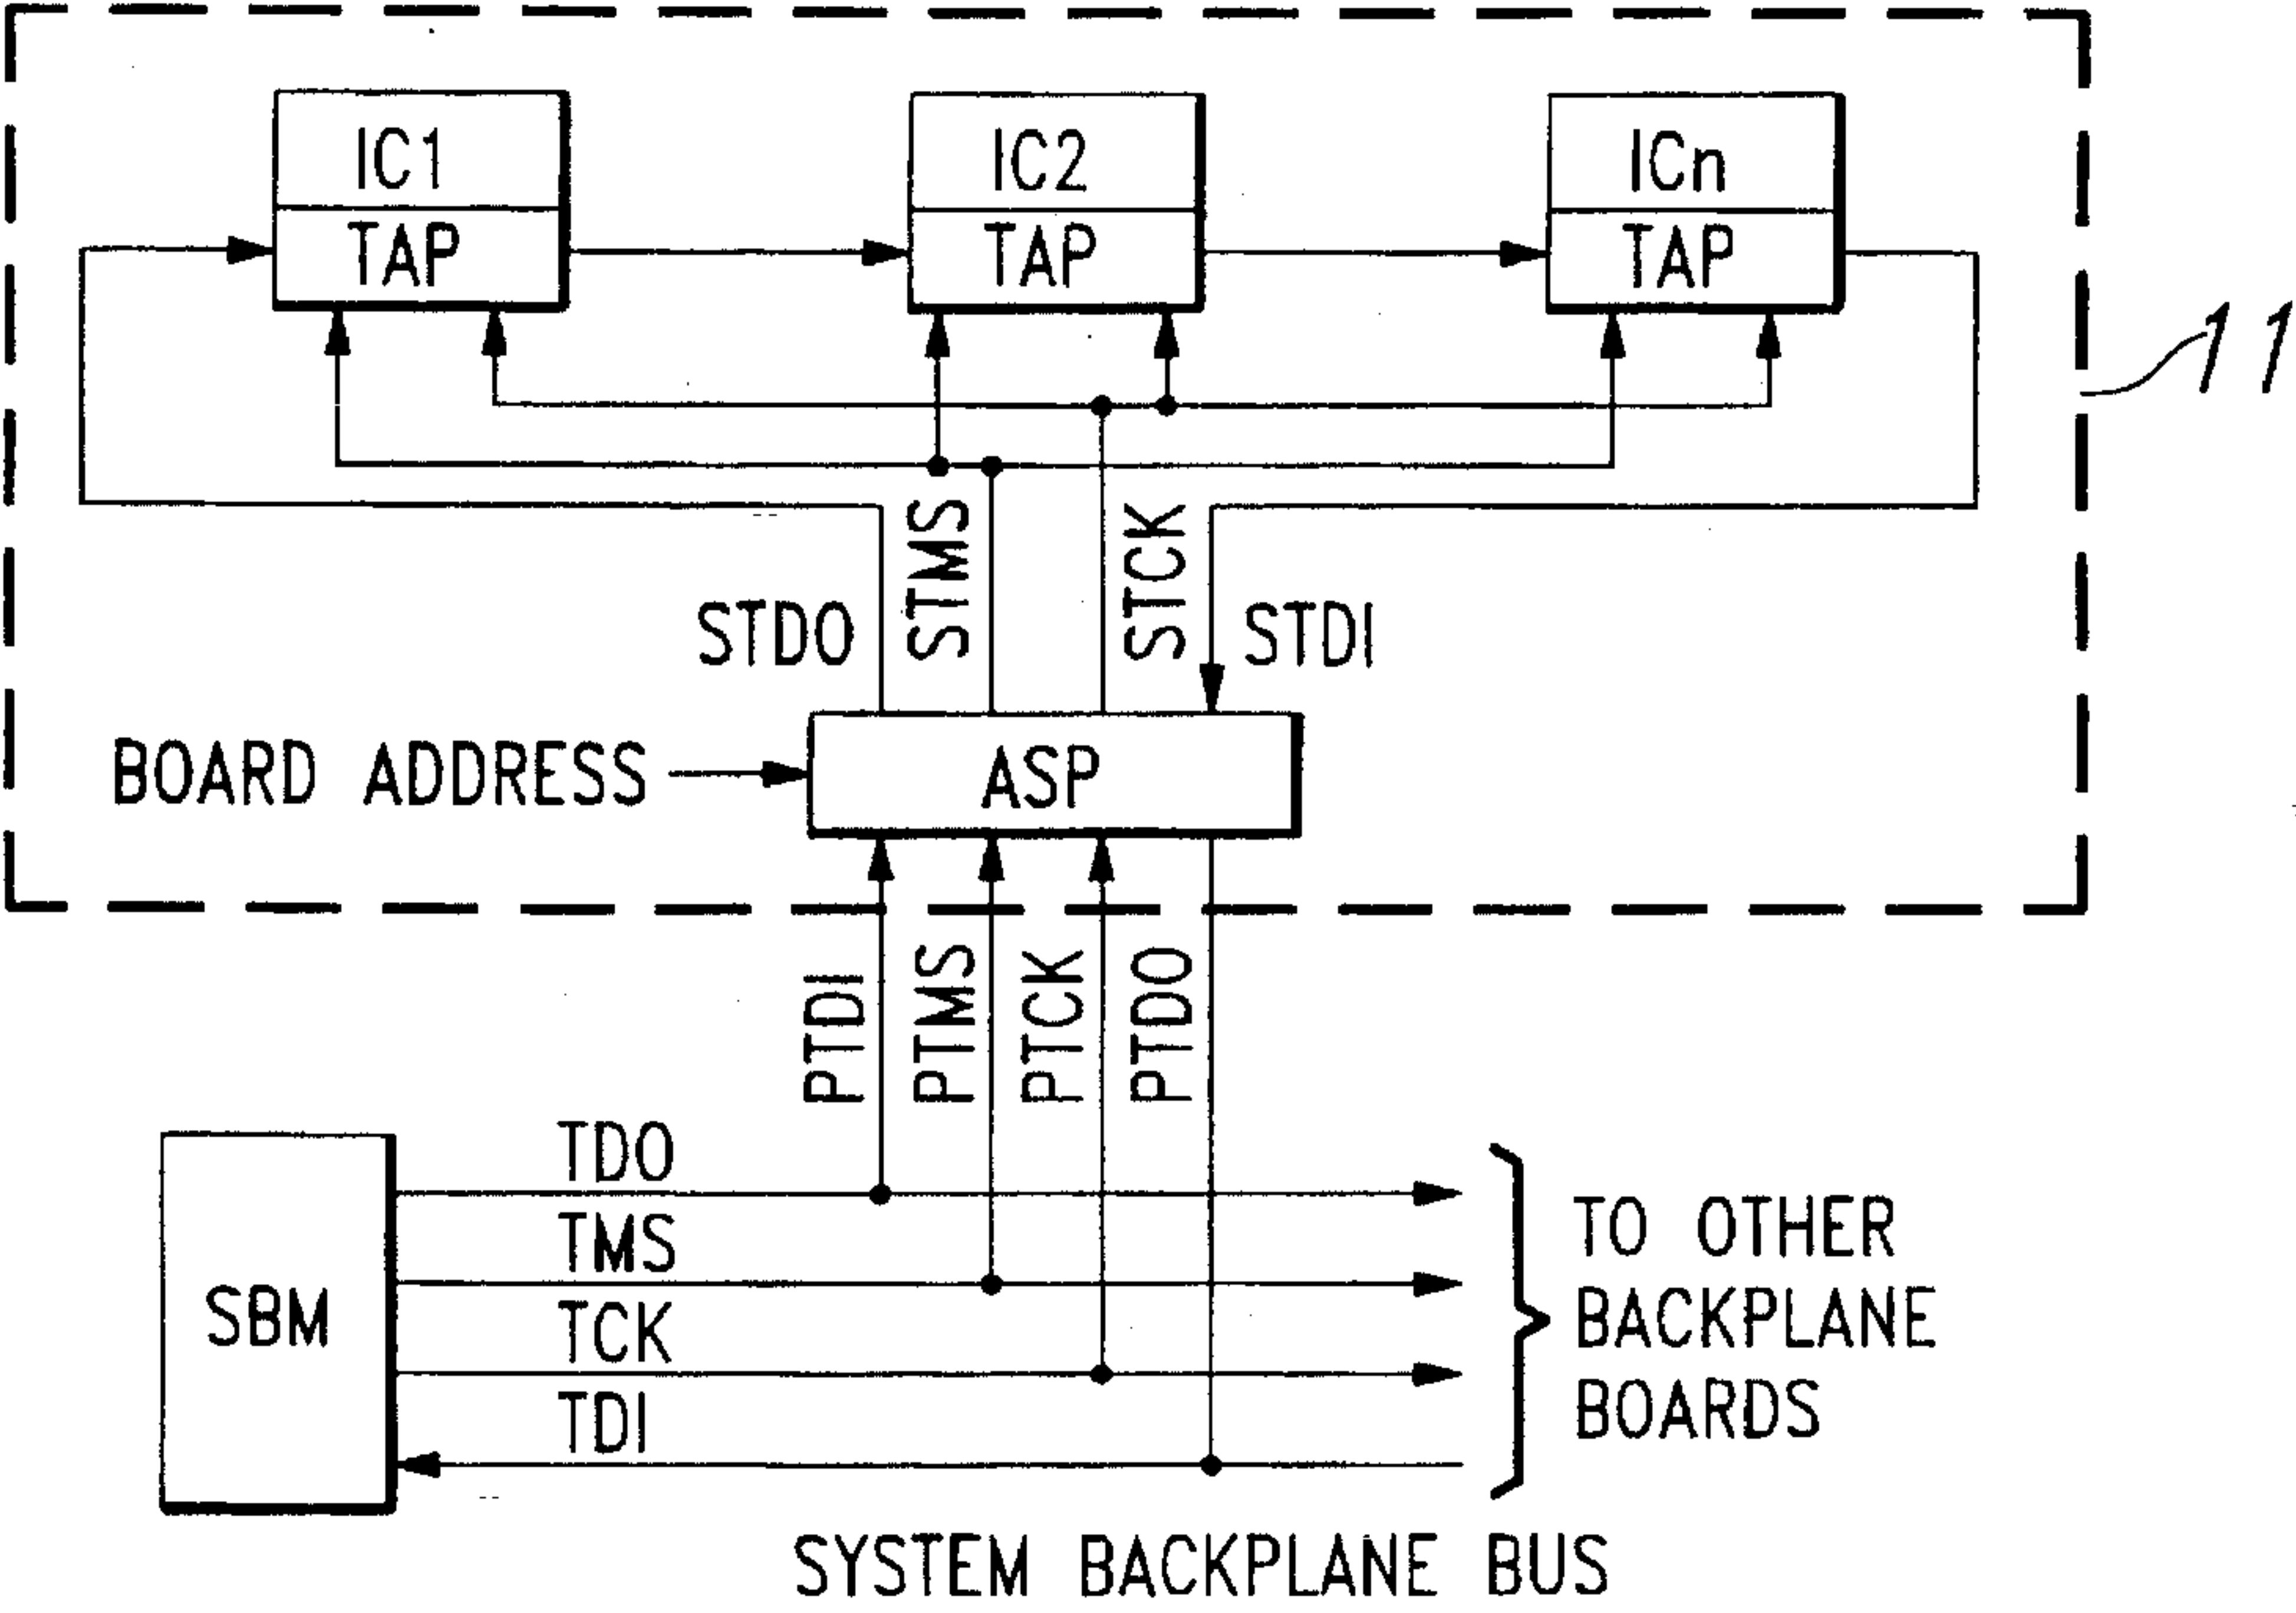 IC1
IC2
ICn
TAP
TAP
TAP
11
STDO
STMS
STCK
STDI
BOARD ADDRESS
ASP
PTDI
PTMS
PTCK
PTDO
SBM
TDO
TMS
TCK
TDI
TO OTHER
BACKPLANE
BOARDS
SYSTEM BACKPLANE BUS